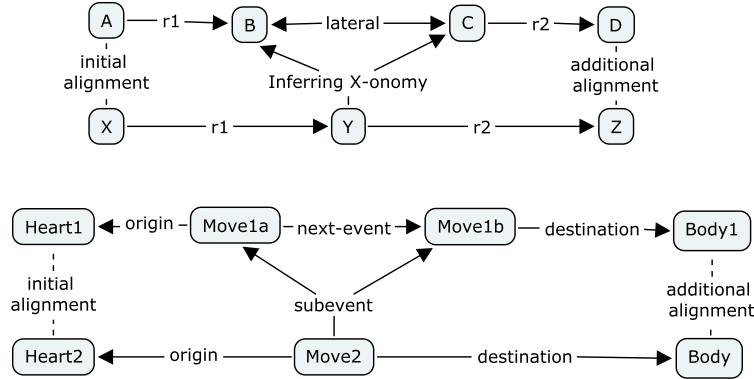 A r1 B lateral C r2 D
initial
alignment
additional
alignment
Inferring X-onomy
X r1 Y r2 Z
Heart1 origin Move1a next-event Move1b destination Body1
initial
alignment
additional
alignment
subevent
Heart2 origin Move2 destination Body